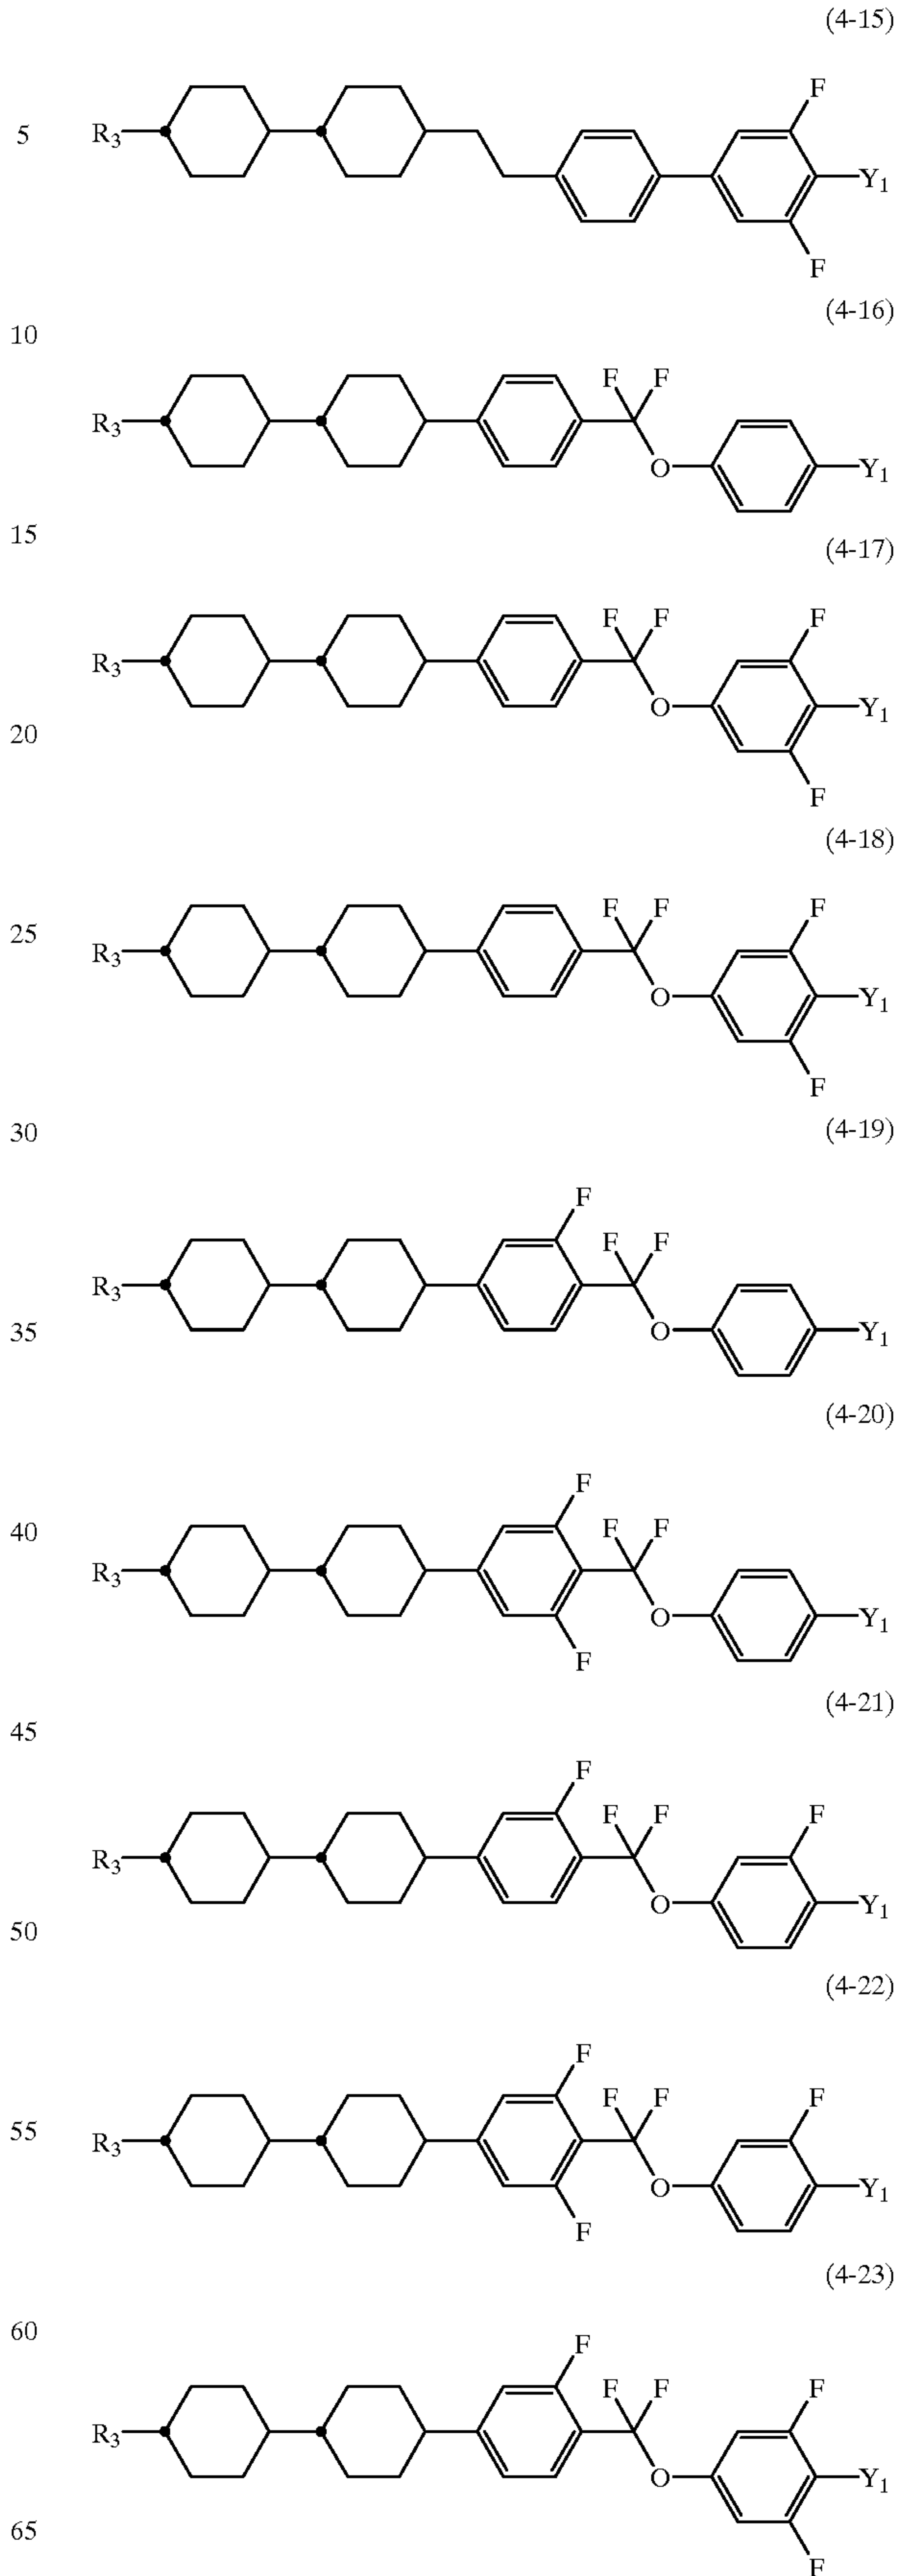 (4-15)
F
5 R3 Y1
F
(4-16)
10
F F
R3 Y1
O
15
(4-17)
F F F
R3 Y1
O
20
F
(4-18)
F F F
25 R3 Y1
O
F
30 (4-19)
F
F F
R3 Y1
O
35
(4-20)
F
40 F F
R3 Y1
O
F
(4-21)
45
F
F F F
R3 Y1
O
50
(4-22)
F
F F F
55 R3 Y1
O
F
(4-23)
60
F
F F F
R3 Y1
O
65
F